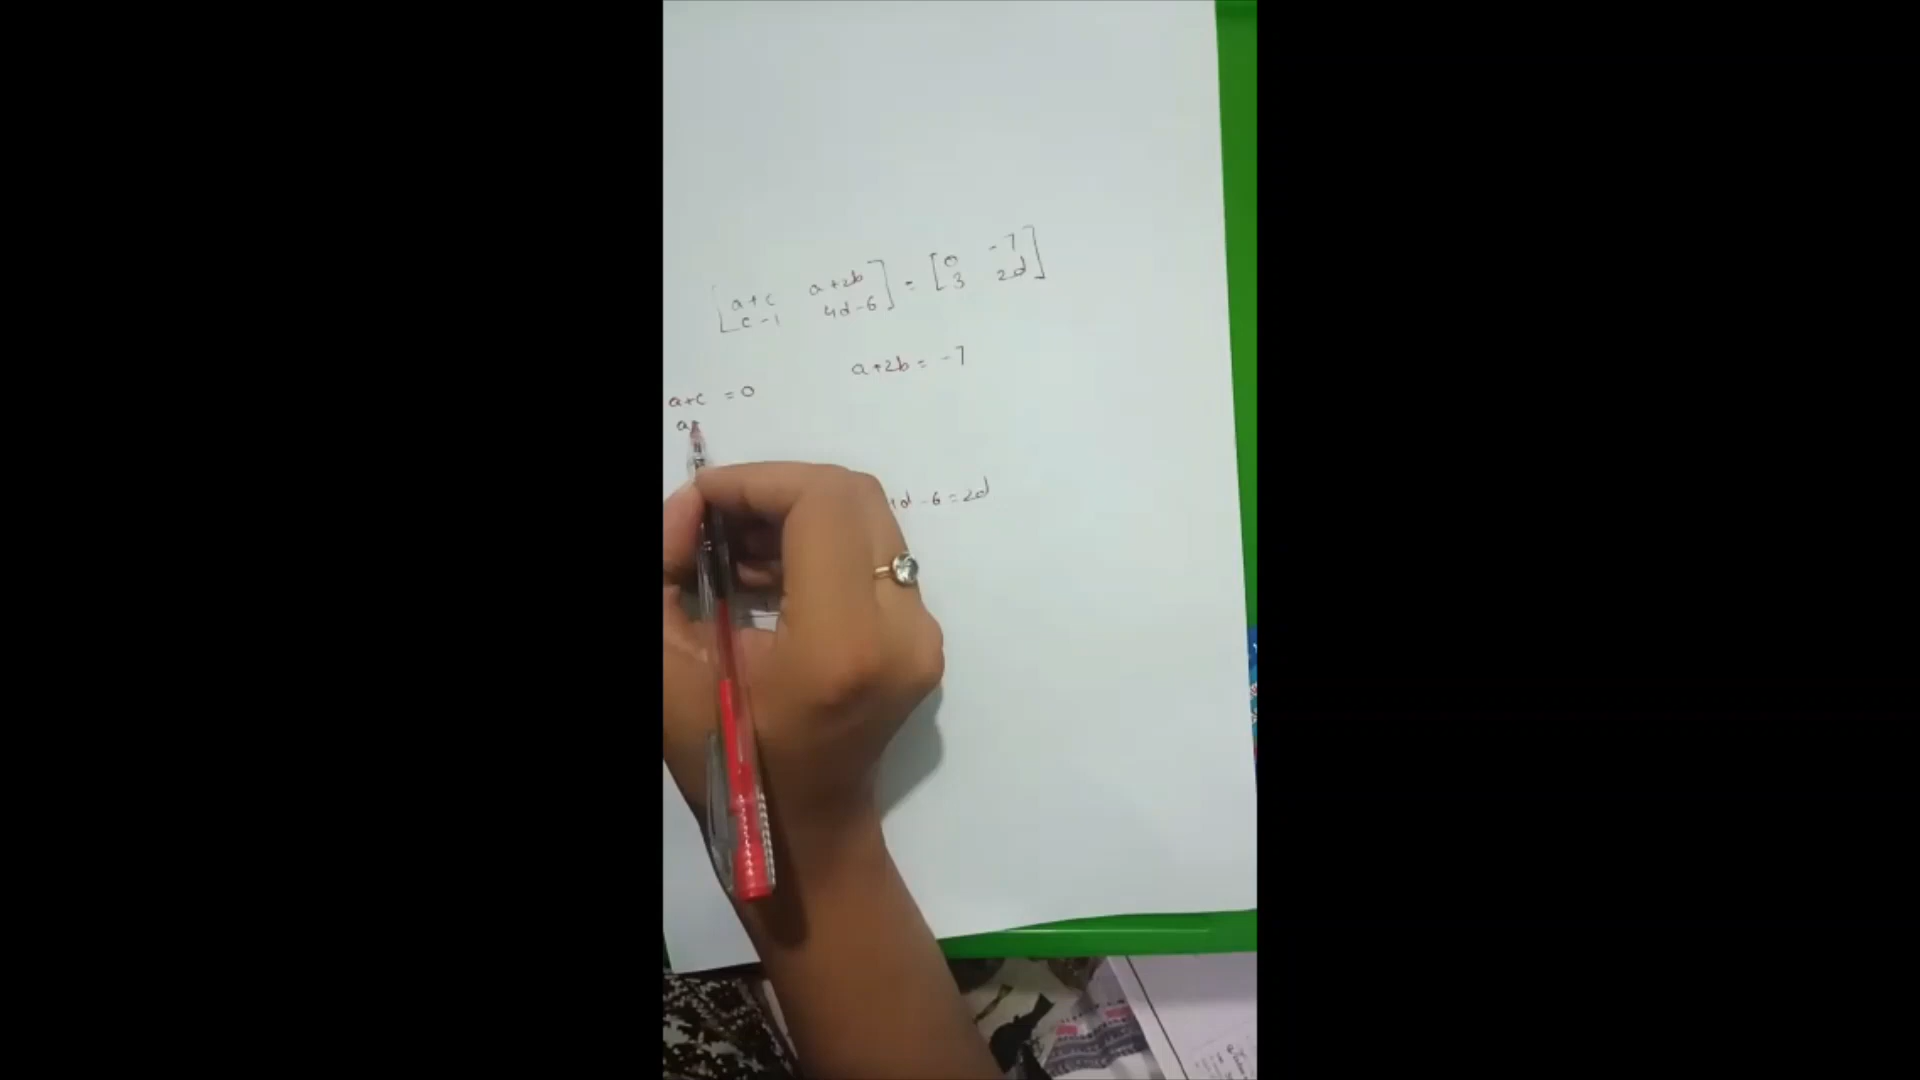 [a+c a+2b] = [0 -7]
[c-1 4d-6] [3 2d]
a+2b = -7
a+c = 0
a+
4d-6 = 2d